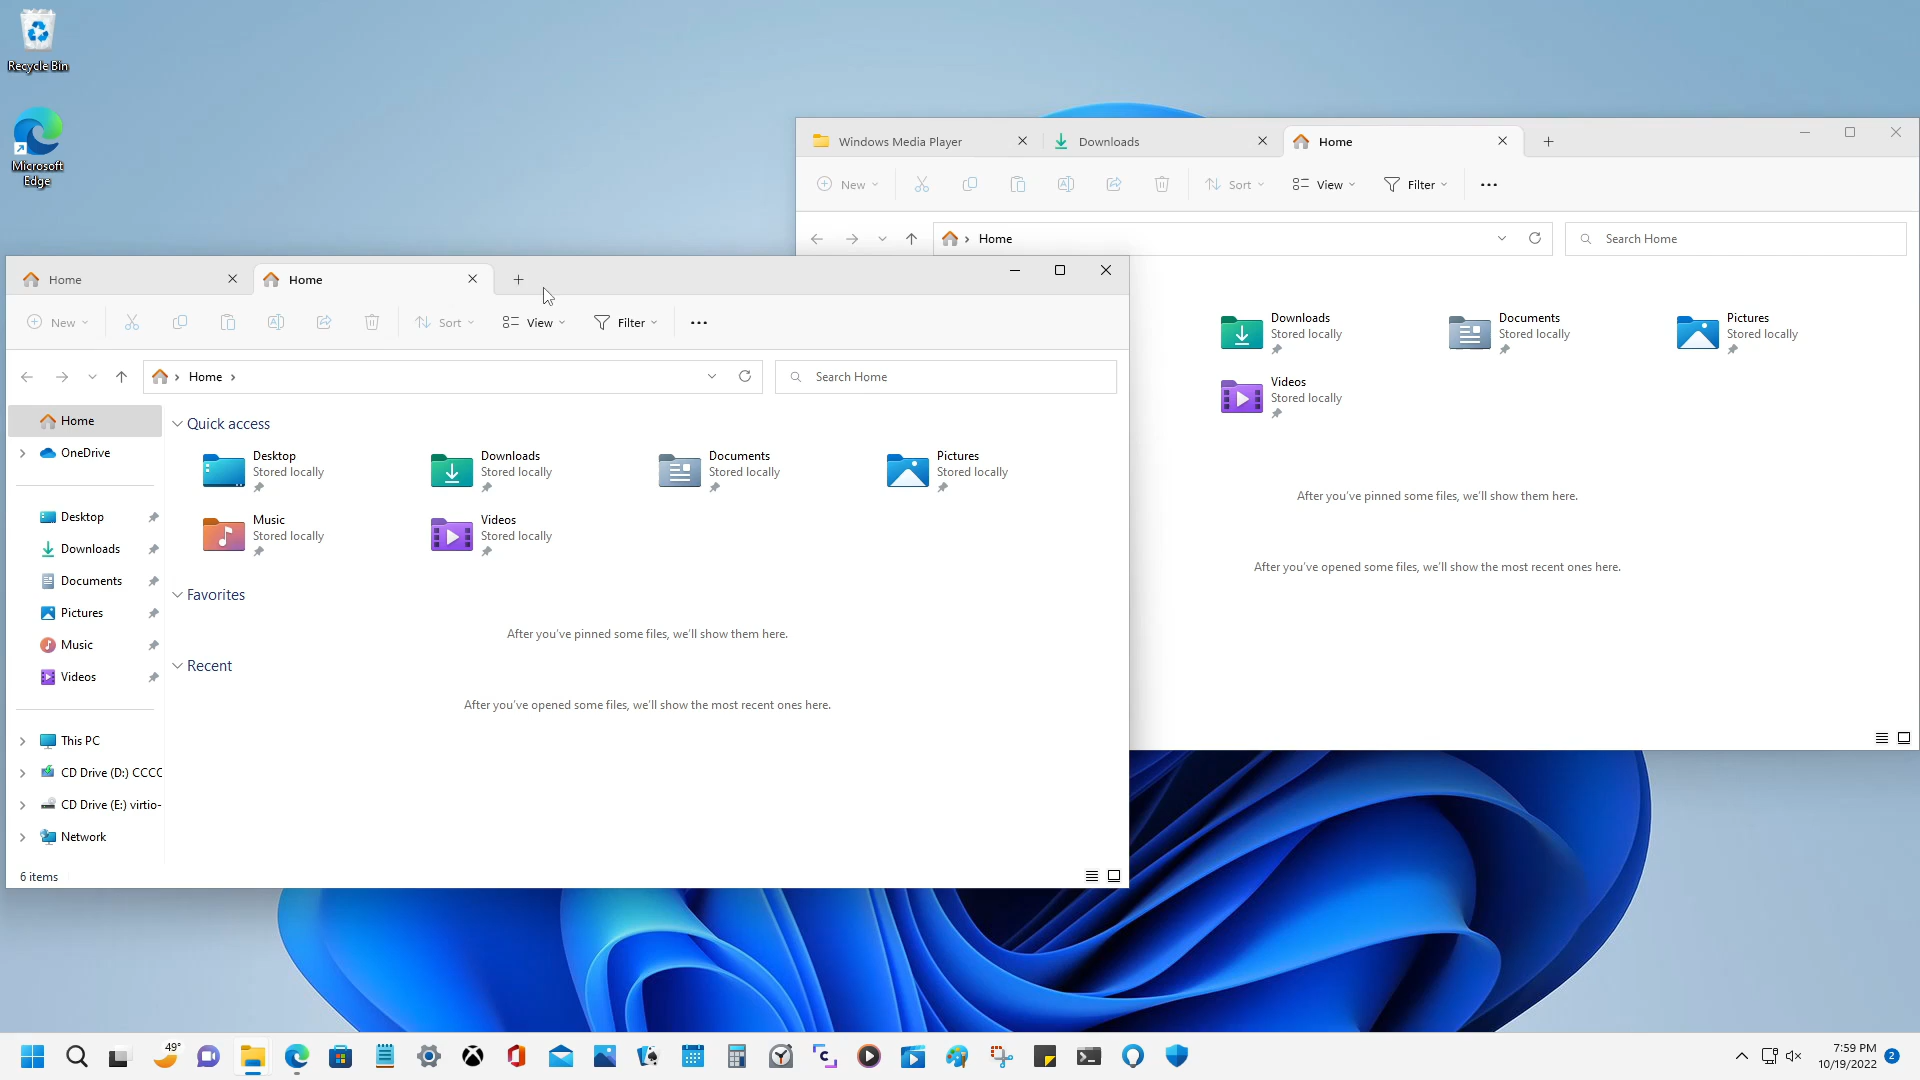 Recycle Bin
Microsoft
Edge
Windows Media Player
Downloads
Home
New
Sort
View
Filter
Home
Search Home
Downloads
Stored locally
Documents
Stored locally
Pictures
Stored locally
Videos
Stored locally
After you've pinned some files, we'll show them here.
After you've opened some files, we'll show the most recent ones here.
Home
Home
New
Sort
View
Filter
Home
Search Home
Home
OneDrive
Desktop
Downloads
Documents
Pictures
Music
Videos
This PC
CD Drive (D:) CCCC
CD Drive (E:) virtio-
Network
Quick access
Desktop
Stored locally
Downloads
Stored locally
Documents
Stored locally
Pictures
Stored locally
Music
Stored locally
Videos
Stored locally
Favorites
After you've pinned some files, we'll show them here.
Recent
After you've opened some files, we'll show the most recent ones here.
6 items
49°
7:59 PM
10/19/2022
2